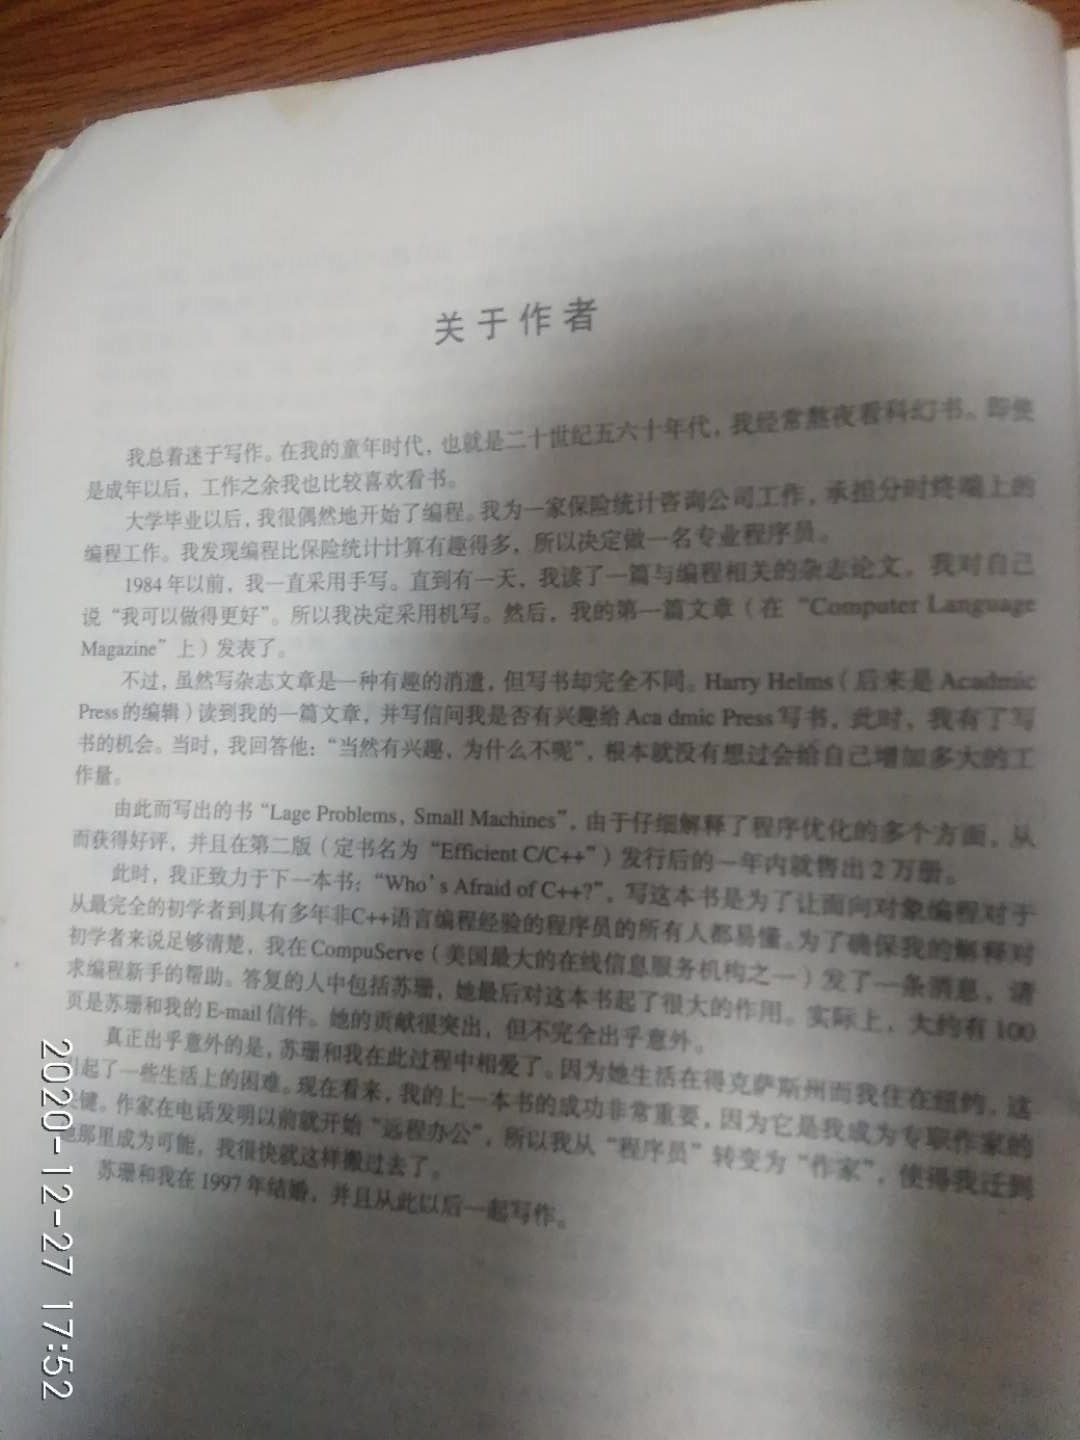 关于作者
我总着迷于写作。在我的童年时代，也就是二十世纪五六十年代，我经常熬夜看科幻书。即使
是成年以后，工作之余我也比较喜欢看书。
大学毕业以后，我很偶然地开始了编程。我为一家保险统计咨询公司工作，承担分时终端上的
编程工作。我发现编程比保险统计计算有趣得多，所以决定做一名专业程序员。
1984年以前，我一直采用手写。直到有一天，我读了一篇与编程相关的杂志论文，我对自己
说“我可以做得更好”。所以我决定采用机写。然后，我的第一篇文章（在“Computer Language
Magazine”上）发表了。
不过，虽然写杂志文章是一种有趣的消遣，但写书却完全不同。Harry Helms（后来是Acadmic
Press的编辑）读到我的一篇文章，并写信问我是否有兴趣给Aca dmic Press写书，此时，我有了写
书的机会。当时，我回答他：“当然有兴趣，为什么不呢”，根本就没有想过会给自己增加多大的工
作量。
由此而写出的书“Lage Problems, Small Machines”，由于仔细解释了程序优化的多个方面，从
而获得好评，并且在第二版（定书名为“Efficient C/C++”）发行后的一年内就售出2万册。
此时，我正致力于下一本书：“Who's Afraid of C++?”，写这本书是为了让面向对象编程对于
从最完全的初学者到具有多年非C++语言编程经验的程序员的所有人都易懂。为了确保我的解释对
初学者来说足够清楚，我在CompuServe（美国最大的在线信息服务机构之一）发了一条消息，请
求编程新手的帮助。答复的人中包括苏珊，她最后对这本书起了很大的作用。实际上，大约有100
页是苏珊和我的E-mail信件。她的贡献很突出，但不完全出乎意外。
真正出乎意外的是，苏珊和我在此过程中相爱了。因为她生活在得克萨斯州而我住在纽约，这
引起了一些生活上的困难。现在看来，我的上一本书的成功非常重要，因为它是我成为专职作家的
关键。作家在电话发明以前就开始“远程办公”，所以我从“程序员”转变为“作家”，使得我迁到
她那里成为可能，我很快就这样搬过去了。
苏珊和我在1997年结婚，并且从此以后一起写作。
2020-12-27 17:52